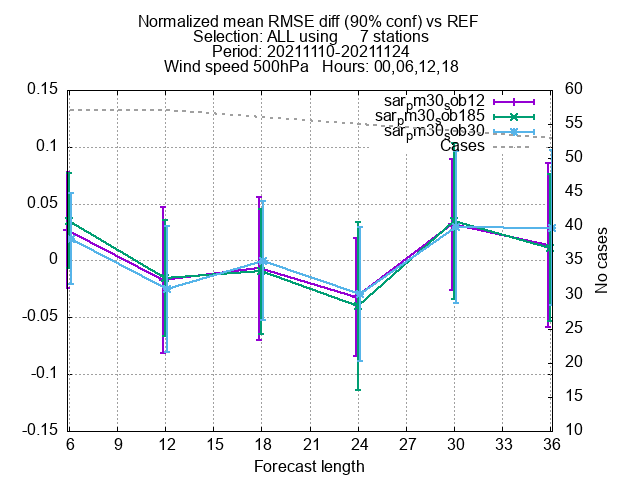 Normalized mean RMSE diff (90% conf) vs REF
Selection: ALL using 7 stations
Period: 20211110-20211124
Wind speed 500hPa Hours: 00,06,12,18
0.15
0.1
0.05
0
-0.05
-0.1
-0.15
60
55
50
45
40
35
30
25
20
15
10
sarpm30sob12
sarpm30sob185
sarpm30sob30
Cases
No cases
6 9 12 15 18 21 24 27 30 33 36
Forecast length